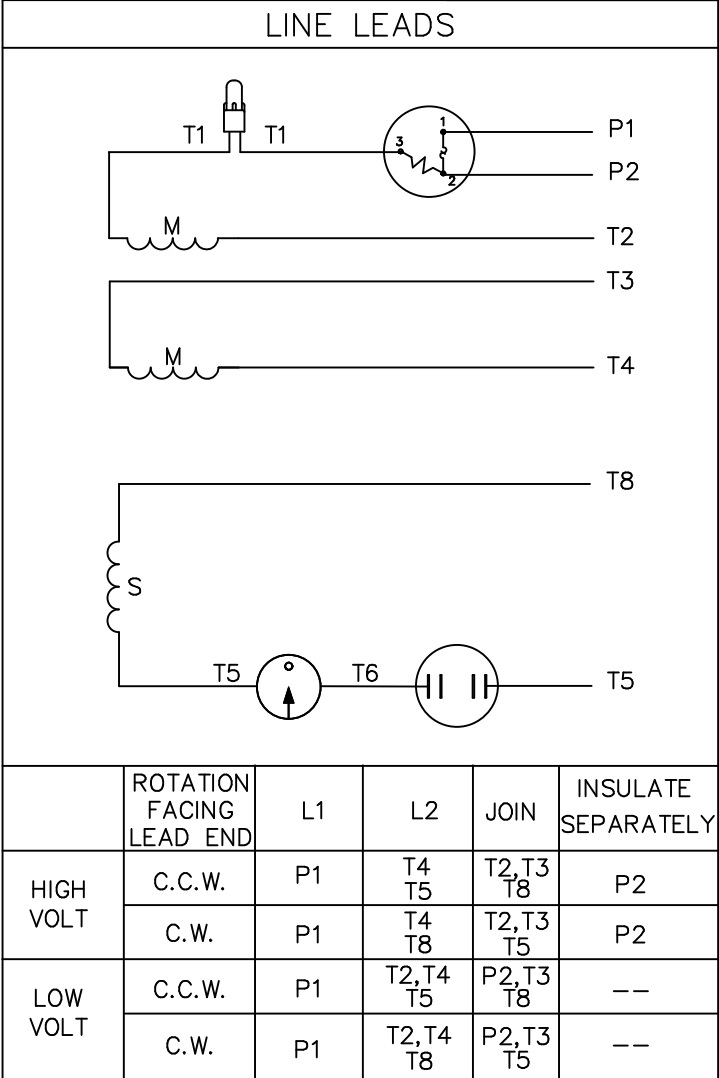 LINE LEADS
T1 T1
1
P1
3
P2
2
M
T2
T3
M
T4
T8
S
T5 T6
T5
ROTATION
FACING
LEAD END
L1
L2
JOIN
INSULATE
SEPARATELY
HIGH
VOLT
C.C.W.
P1
T4
T5
T2,T3
T8
P2
C.W.
P1
T4
T8
T2,T3
T5
P2
LOW
VOLT
C.C.W.
P1
T2,T4
T5
P2,T3
T8
--
C.W.
P1
T2,T4
T8
P2,T3
T5
--